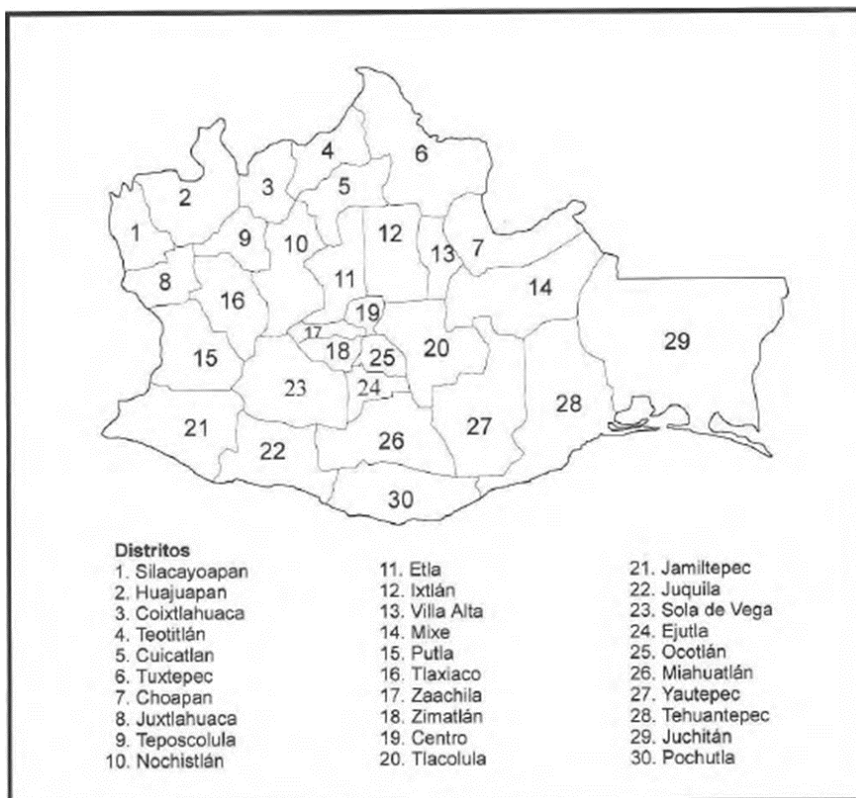 4
6
2
3
5
1
9
10
12
13
7
8
16
11
14
19
17
18
25
20
29
15
23
24
21
22
26
27
28
30
Distritos
1. Silacayoapan
2. Huajuapan
3. Coixtlahuaca
4. Teotitlán
5. Cuicatlan
6. Tuxtepec
7. Choapan
8. Juxtlahuaca
9. Teposcolula
10. Nochistlán
11. Etla
12. Ixtlán
13. Villa Alta
14. Mixe
15. Putla
16. Tlaxiaco
17. Zaachila
18. Zimatlán
19. Centro
20. Tlacolula
21. Jamiltepec
22. Juquila
23. Sola de Vega
24. Ejutla
25. Ocotlán
26. Miahuatlán
27. Yautepec
28. Tehuantepec
29. Juchitán
30. Pochutla